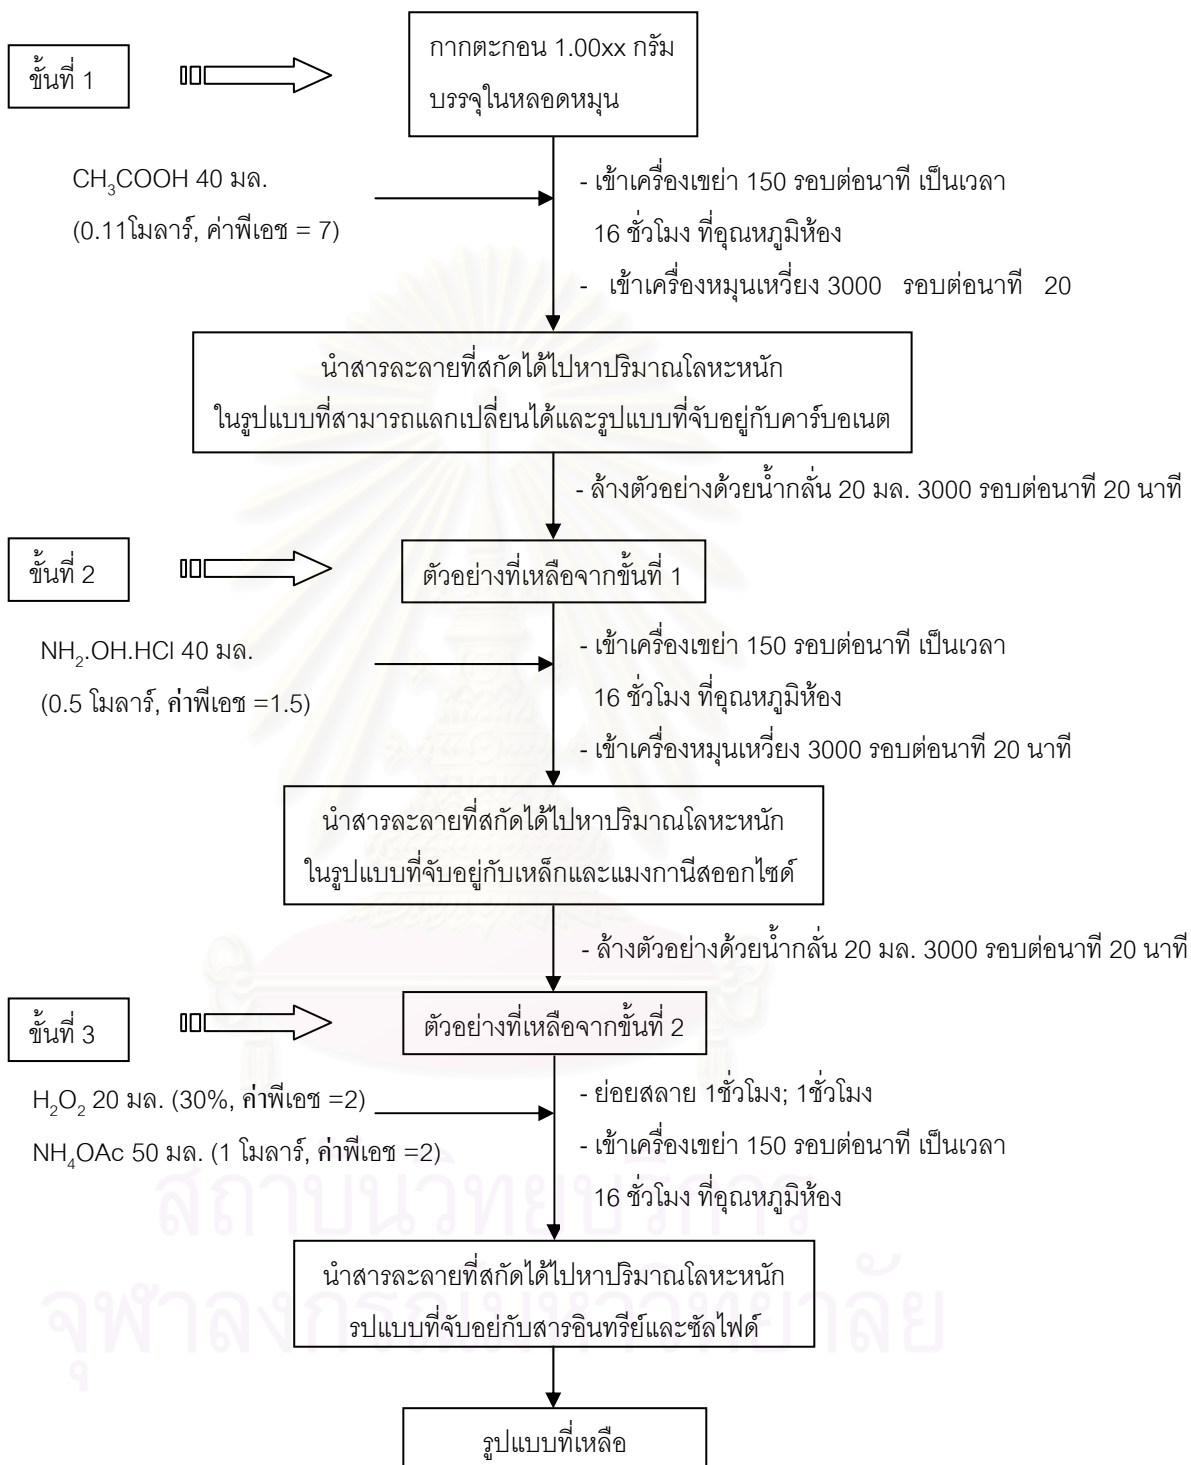 กากตะกอน 1.00xx กรัม
บรรจุในหลอดหมุน
ขั้นที่ 1
CH₃COOH 40 มล.
(0.11โมลาร์, ค่าพีเอช = 7)
- เข้าเครื่องเขย่า 150 รอบต่อนาที เป็นเวลา
16 ชั่วโมง ที่อุณหภูมิห้อง
- เข้าเครื่องหมุนเหวี่ยง 3000 รอบต่อนาที 20
นำสารละลายที่สกัดได้ไปหาปริมาณโลหะหนัก
ในรูปแบบที่สามารถแลกเปลี่ยนได้และรูปแบบที่จับอยู่กับคาร์บอเนต
- ล้างตัวอย่างด้วยน้ำกลั่น 20 มล. 3000 รอบต่อนาที 20 นาที
ขั้นที่ 2
ตัวอย่างที่เหลือจากขั้นที่ 1
NH₂.OH.HCl 40 มล.
(0.5 โมลาร์, ค่าพีเอช =1.5)
- เข้าเครื่องเขย่า 150 รอบต่อนาที เป็นเวลา
16 ชั่วโมง ที่อุณหภูมิห้อง
- เข้าเครื่องหมุนเหวี่ยง 3000 รอบต่อนาที 20 นาที
นำสารละลายที่สกัดได้ไปหาปริมาณโลหะหนัก
ในรูปแบบที่จับอยู่กับเหล็กและแมงกานีสออกไซด์
- ล้างตัวอย่างด้วยน้ำกลั่น 20 มล. 3000 รอบต่อนาที 20 นาที
ขั้นที่ 3
ตัวอย่างที่เหลือจากขั้นที่ 2
H₂O₂ 20 มล. (30%, ค่าพีเอช =2)
NH₄OAc 50 มล. (1 โมลาร์, ค่าพีเอช =2)
- ย่อยสลาย 1ชั่วโมง; 1ชั่วโมง
- เข้าเครื่องเขย่า 150 รอบต่อนาที เป็นเวลา
16 ชั่วโมง ที่อุณหภูมิห้อง
สถาบันวิทยบริการ
จุฬาลงกรณ์มหาวิทยาลัย
นำสารละลายที่สกัดได้ไปหาปริมาณโลหะหนัก
รูปแบบที่จับอยู่กับสารอินทรีย์และซัลไฟด์
รูปแบบที่เหลือ